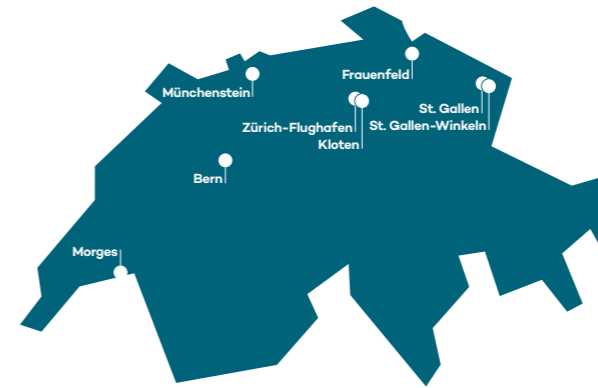 Frauenfeld
Münchenstein
St. Gallen
St. Gallen-Winkeln
Zürich-Flughafen
Kloten
Bern
Morges